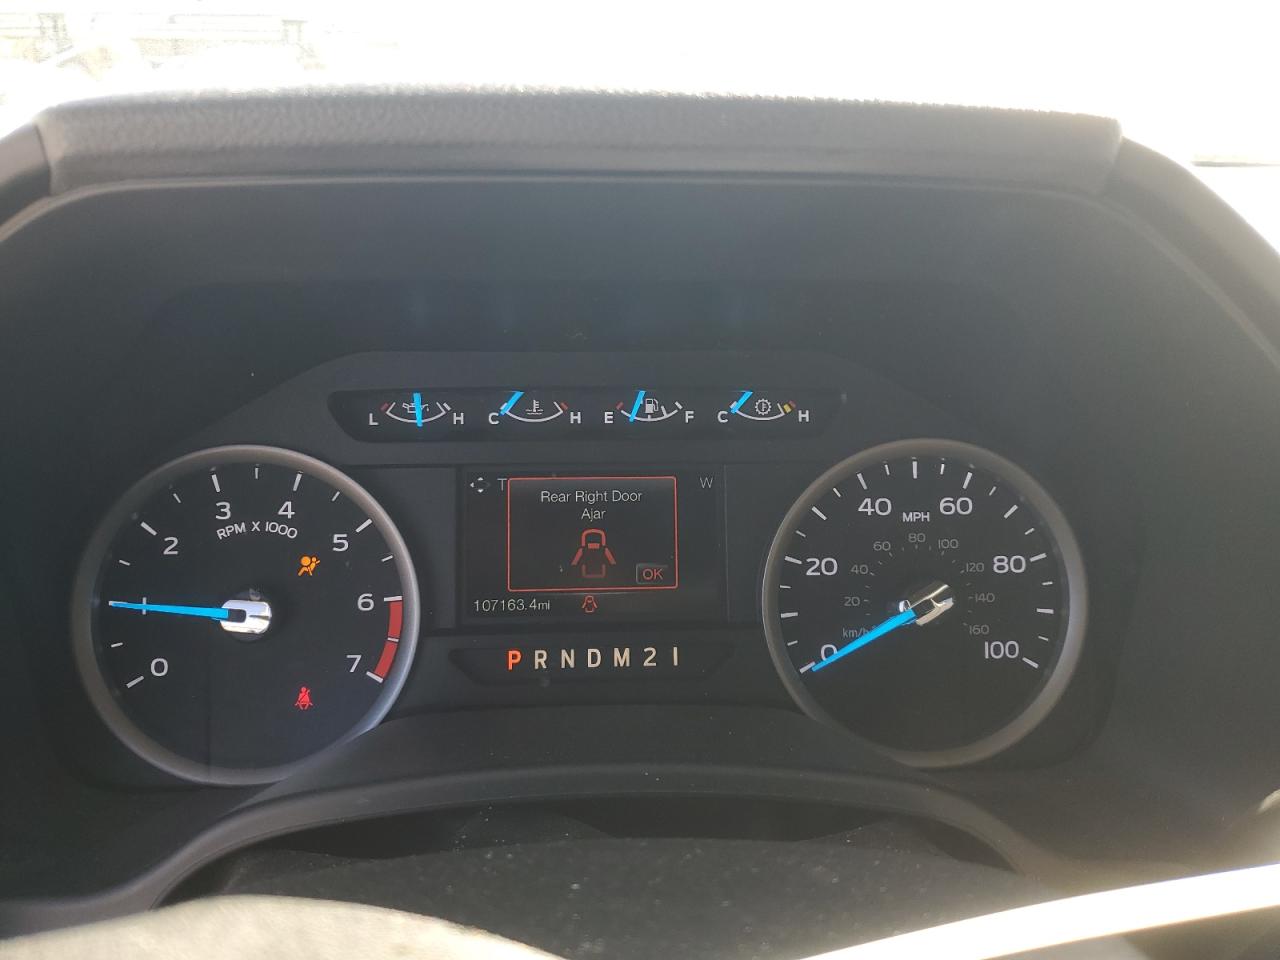 L H C H E F C H
T W
Rear Right Door
Ajar
OK
107163.4mi
PRNDM21
0 2 3 4 5 6 7
RPM X 1000
0 20 40 60 80 100
MPH
20 40 60 80 100 120 140 160
km/h